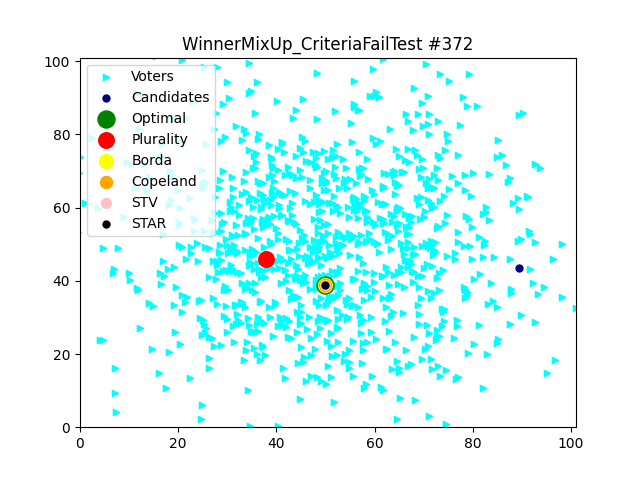 WinnerMixUp_CriteriaFailTest #372
100
80
60
40
20
0
Voters
Candidates
Optimal
Plurality
Borda
Copeland
STV
STAR
0 20 40 60 80 100